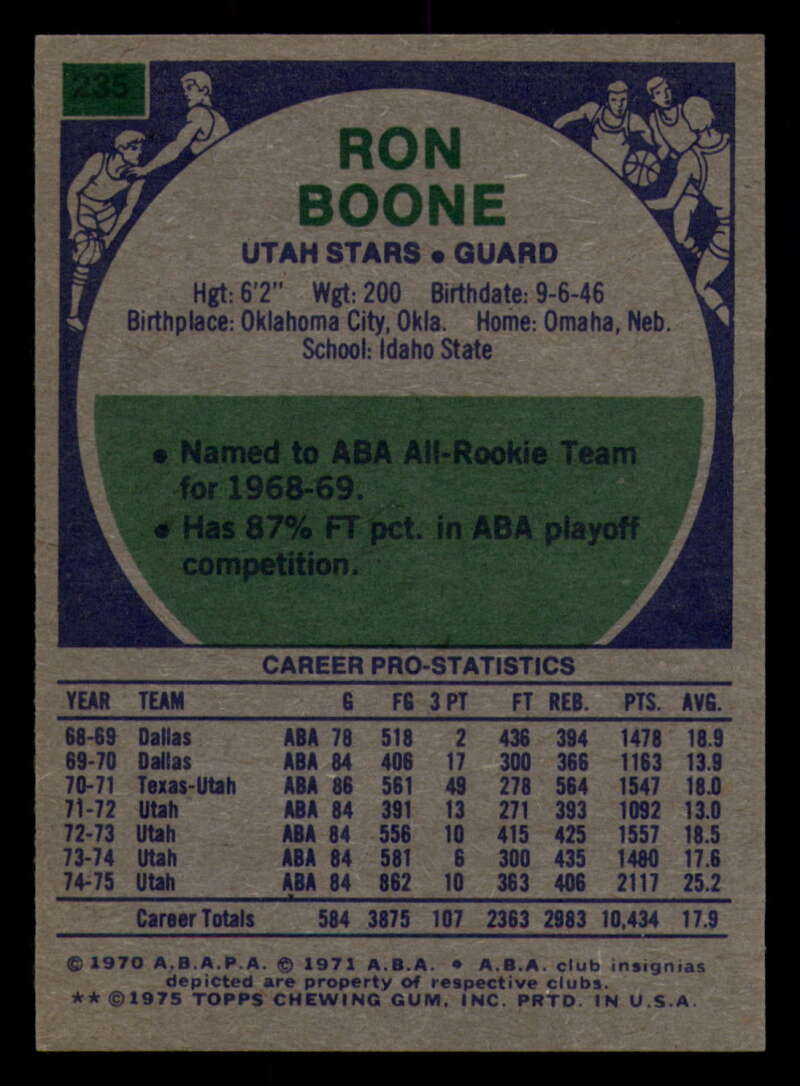 235
RON
BOONE
UTAH STARS • GUARD
Hgt: 6'2" Wgt: 200 Birthdate: 9-6-46
Birthplace: Oklahoma City, Okla. Home: Omaha, Neb.
School: Idaho State
• Named to ABA All-Rookie Team
for 1968-69.
• Has 87% FT pct. in ABA playoff
competition.
CAREER PRO-STATISTICS
YEAR TEAM G FG 3 PT FT REB. PTS. AVG.
68-69 Dallas ABA 78 518 2 436 394 1478 18.9
69-70 Dallas ABA 84 406 17 300 366 1163 13.9
70-71 Texas-Utah ABA 86 561 49 278 564 1547 18.0
71-72 Utah ABA 84 391 13 271 393 1092 13.0
72-73 Utah ABA 84 556 10 415 425 1557 18.5
73-74 Utah ABA 84 581 6 300 435 1480 17.6
74-75 Utah ABA 84 862 10 363 406 2117 25.2
Career Totals 584 3875 107 2363 2983 10,434 17.9
© 1970 A.B.A.P.A. © 1971 A.B.A. • A.B.A. club insignias
depicted are property of respective clubs.
** © 1975 TOPPS CHEWING GUM, INC. PRTD. IN U.S.A.